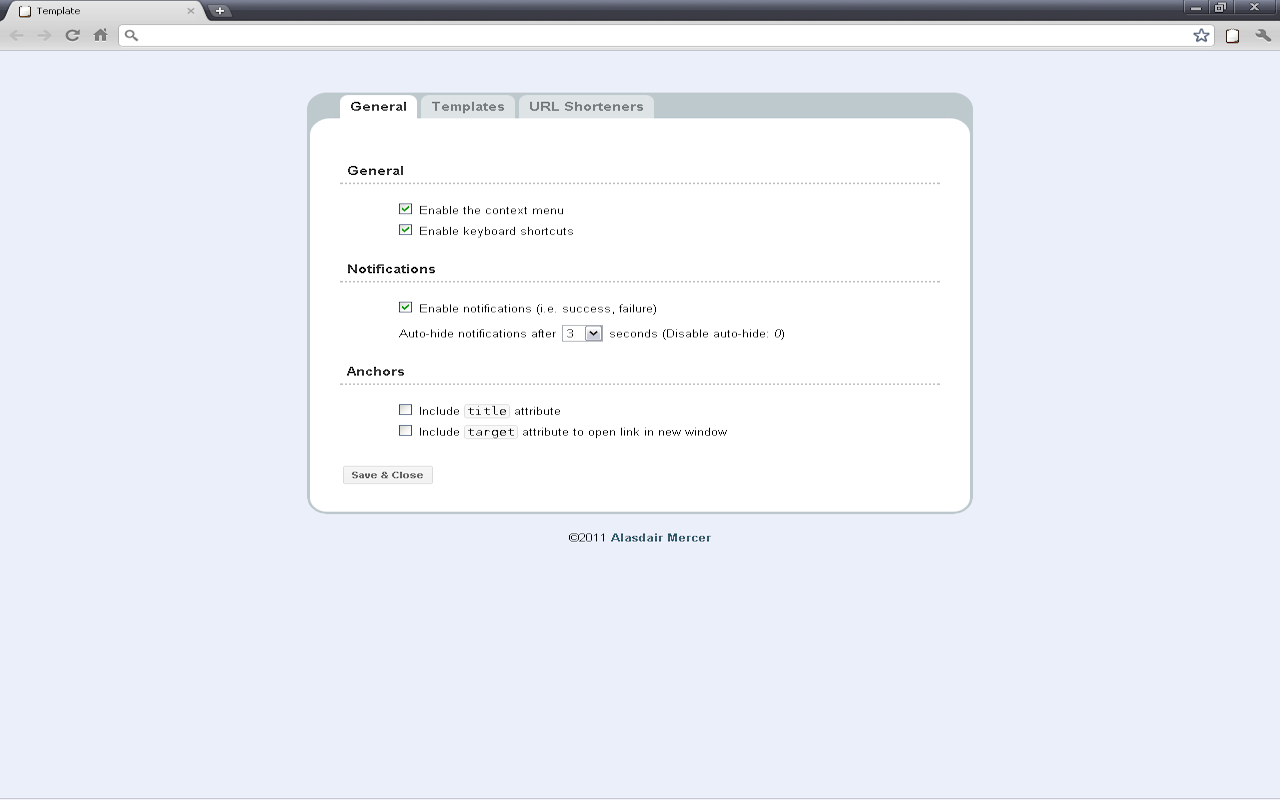 Template
General Templates URL Shorteners
General
Enable the context menu
Enable keyboard shortcuts
Notifications
Enable notifications (i.e. success, failure)
Auto-hide notifications after 3 seconds (Disable auto-hide: 0)
Anchors
Include title attribute
Include target attribute to open link in new window
Save & Close
©2011 Alasdair Mercer